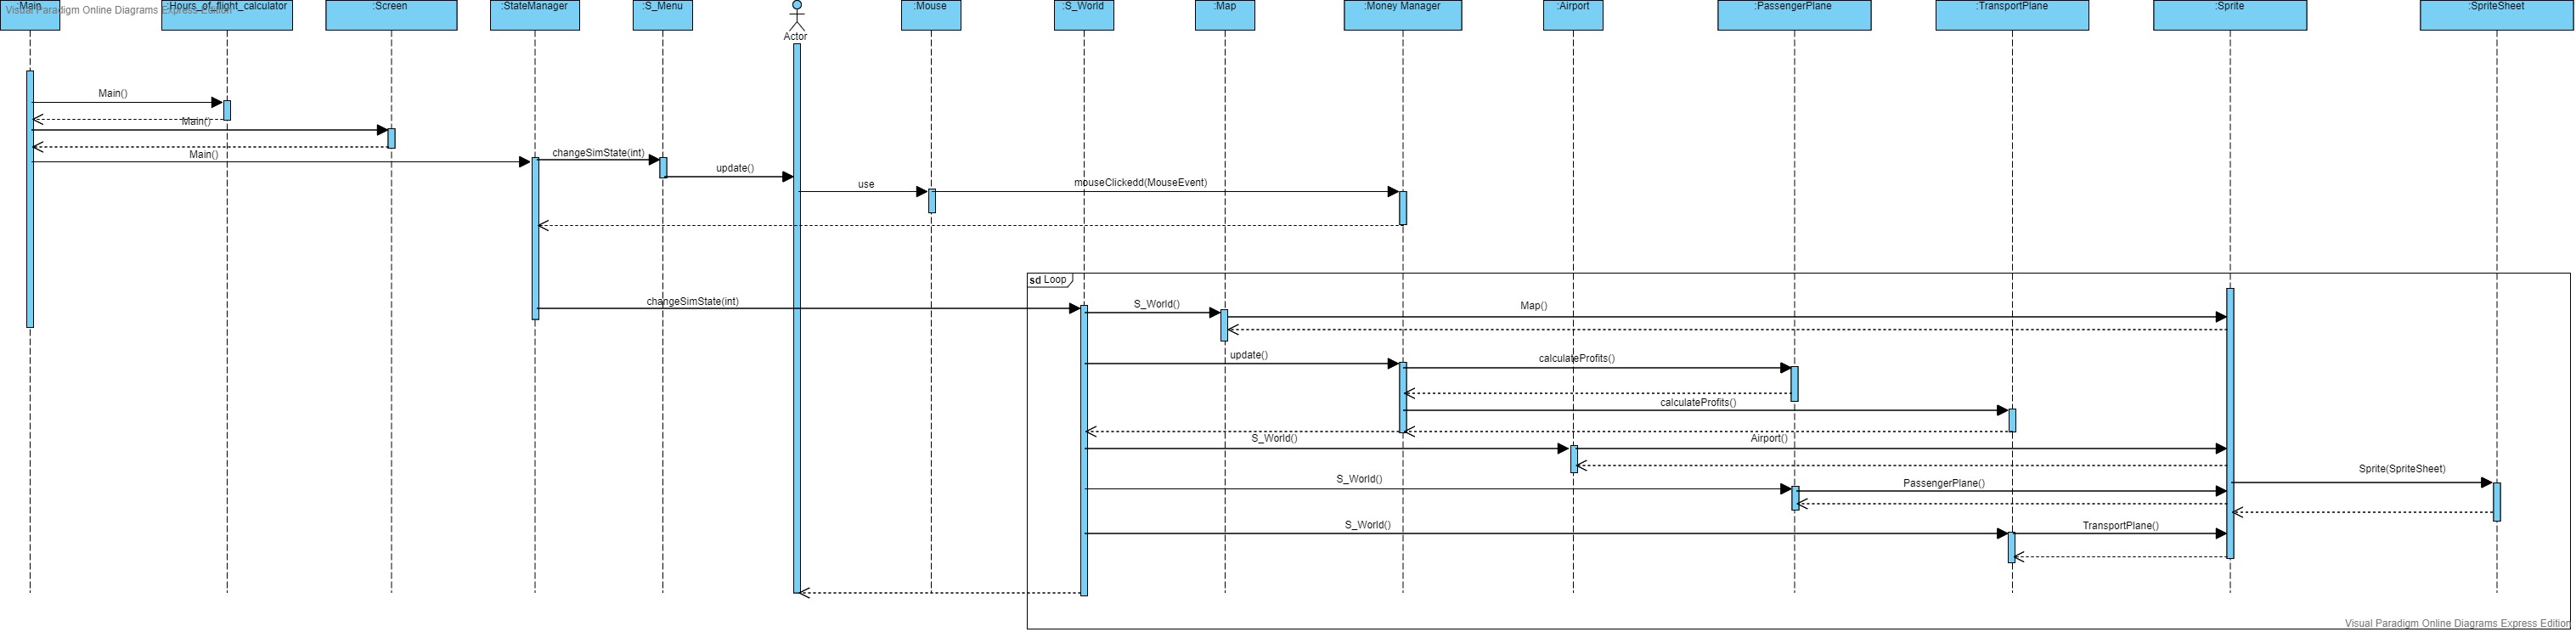 :Main
:Hours_of_flight_calculator
:Screen
:StateManager
:S_Menu
:Mouse
:S_World
:Map
:Money Manager
:Airport
:PassengerPlane
:TransportPlane
:Sprite
:SpriteSheet
Visual Paradigm Online Diagrams Express Edition
Actor
Main()
Main()
Main()
changeSimState(int)
update()
use
mouseClickedd(MouseEvent)
sd Loop
changeSimState(int)
S_World()
Map()
update()
calculateProfits()
calculateProfits()
S_World()
Airport()
Sprite(SpriteSheet)
S_World()
PassengerPlane()
S_World()
TransportPlane()
Visual Paradigm Online Diagrams Express Edition